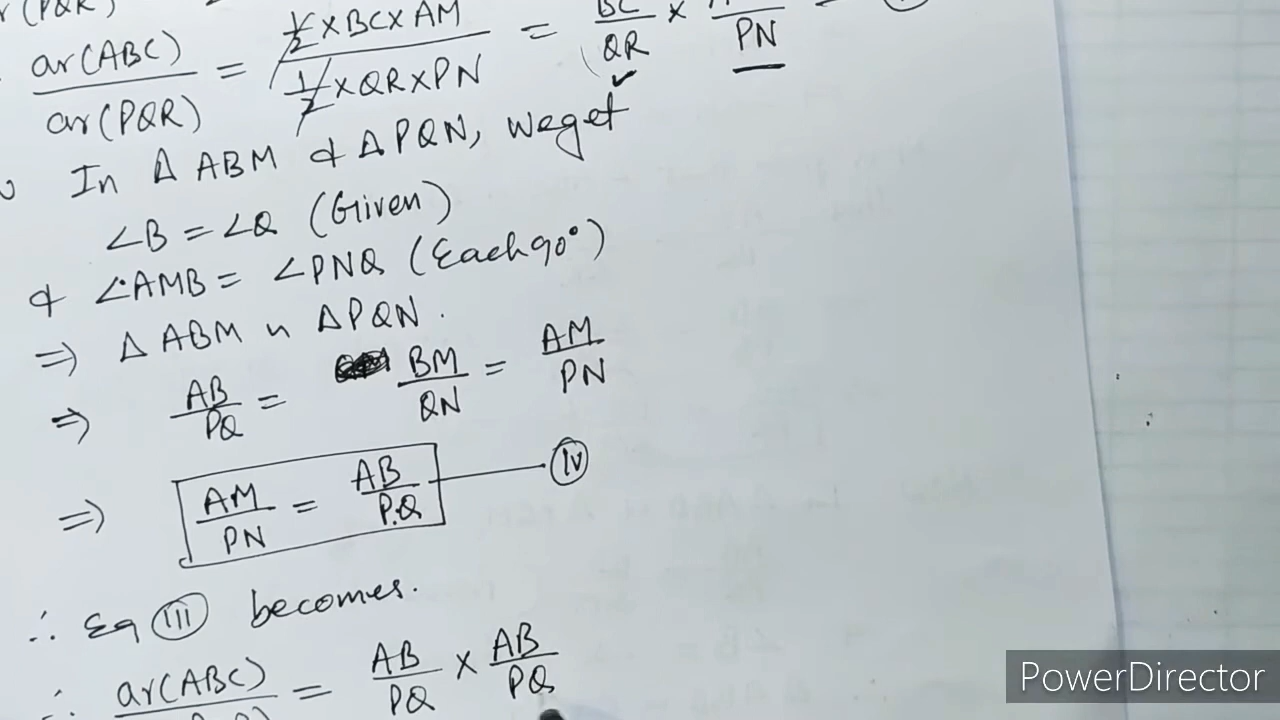 ar(ABC)/ar(PQR) = 1/2 × BC × AM / 1/2 × QR × PN = BC/QR × /PN
In Δ ABM & Δ PQN, we get
∠B = ∠Q (Given)
& ∠AMB = ∠PNQ (Each 90°)
⇒ Δ ABM ~ Δ PQN.
⇒ AB/PQ = BM/QN = AM/PN
⇒ AM/PN = AB/PQ — (IV)
∴ Eq (III) becomes.
∴ ar(ABC) = AB/PQ × AB/PQ
PowerDirector